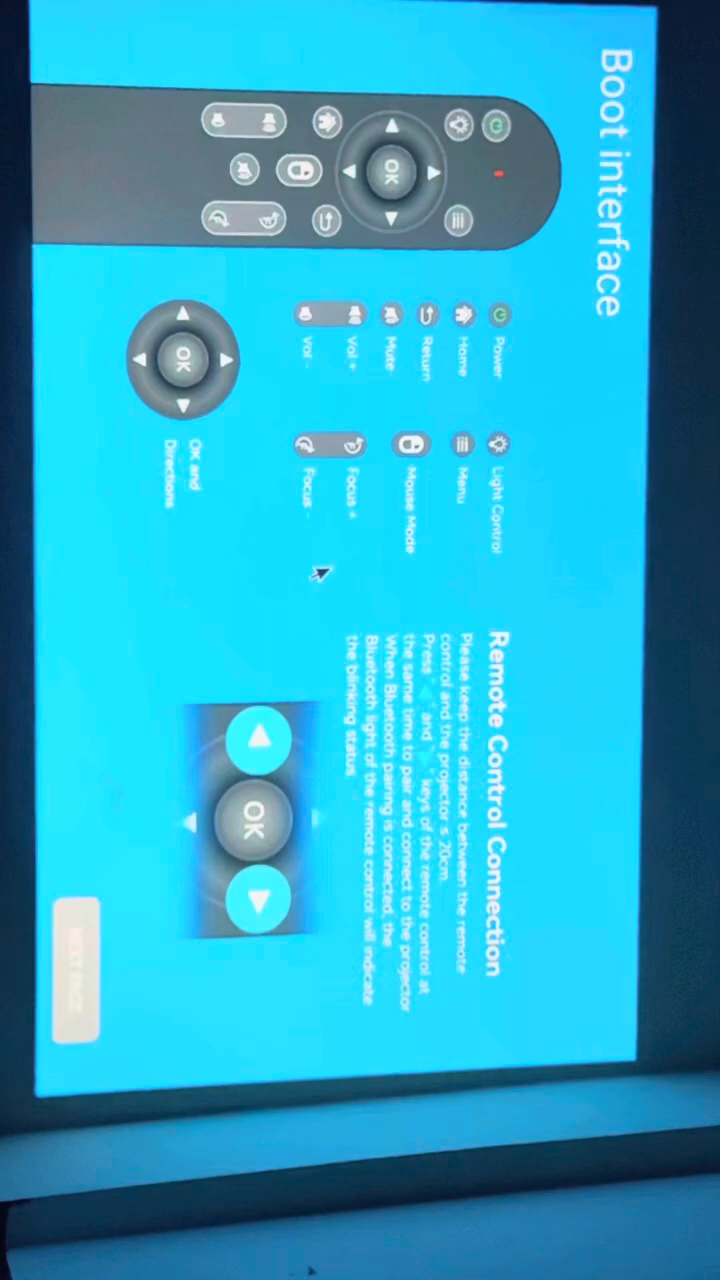 Boot interface
OK
Power
Home
Return
Mute
Vol +
Vol -
Light Control
Menu
Mouse Mode
Focus +
Focus -
OK
OK and
Directions
Remote Control Connection
Please keep the distance between the remote
control and the projector ≤ 20cm.
Press " " and " " keys of the remote control at
the same time to pair and connect to the projector
When Bluetooth pairing is connected, the
Bluetooth light of the remote control will indicate
the blinking status.
OK
NEXT PAGE